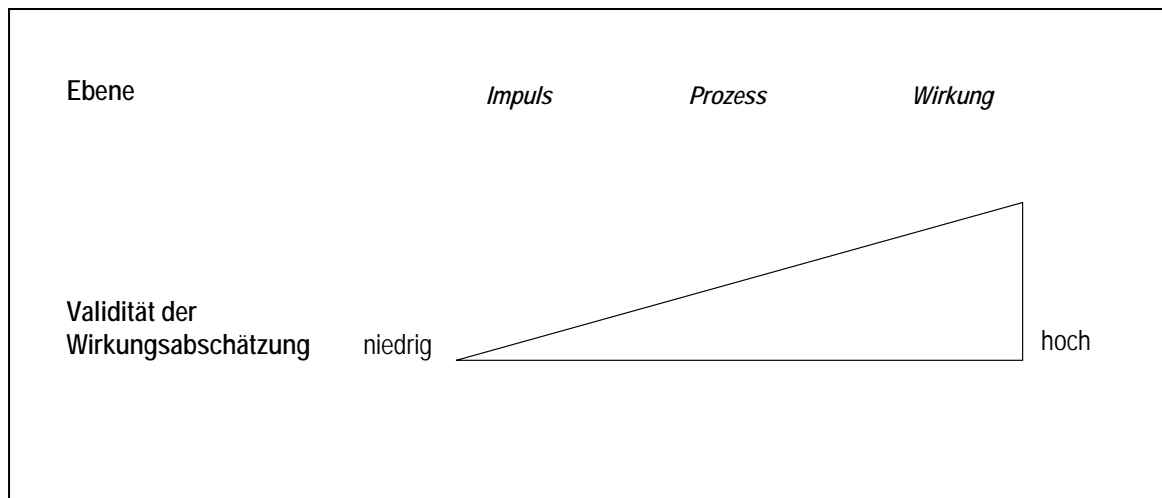 Ebene Impuls Prozess Wirkung
Validität der
Wirkungsabschätzung niedrig hoch